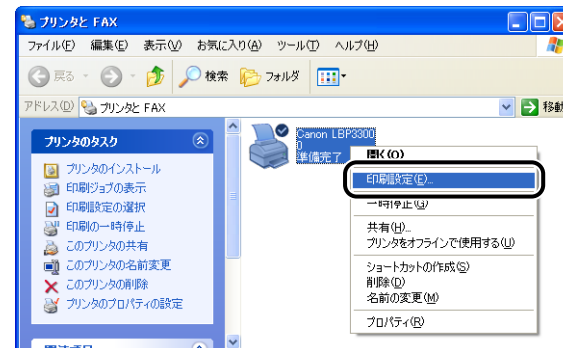 プリンタと FAX
ファイル(F) 編集(E) 表示(V) お気に入り(A) ツール(T) ヘルプ(H)
戻る 検索 フォルダ
アドレス(D) プリンタと FAX 移動
プリンタのタスク
プリンタのインストール
印刷ジョブの表示
印刷設定の選択
印刷の一時停止
このプリンタの共有
このプリンタの名前変更
このプリンタの削除
プリンタのプロパティの設定
Canon LBP3300
0
準備完了
開く(O)
印刷設定(E)...
一時停止(G)
共有(H)...
プリンタをオフラインで使用する(U)
ショートカットの作成(S)
削除(D)
名前の変更(M)
プロパティ(R)